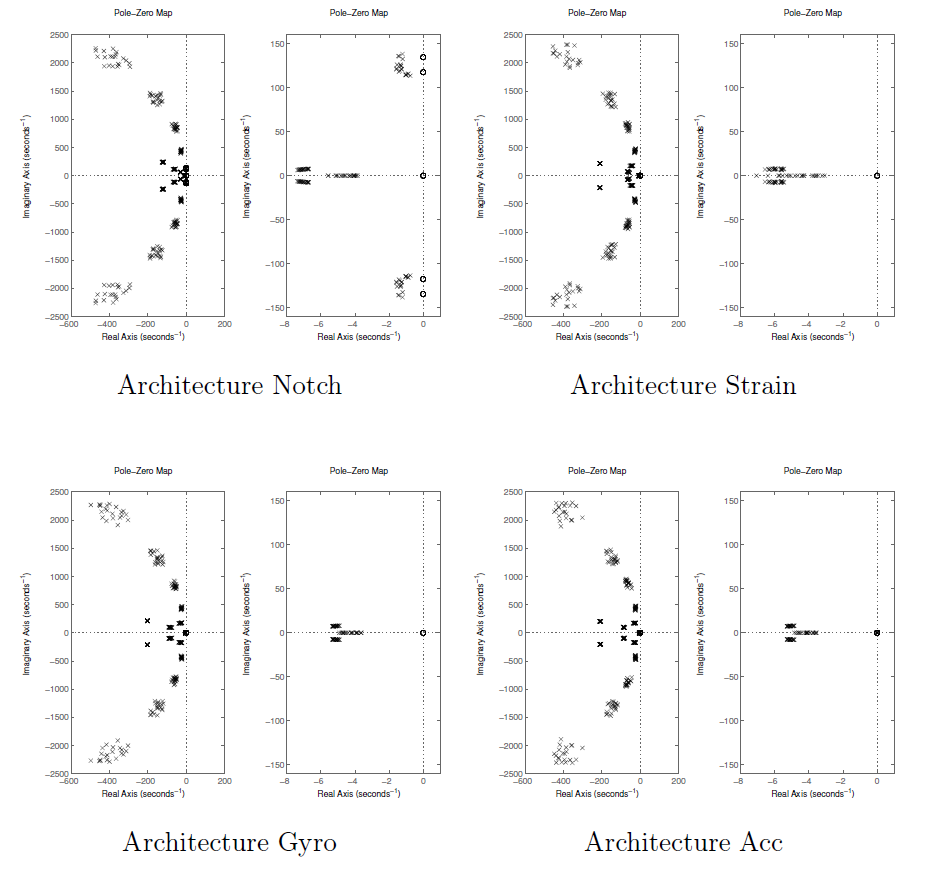 Pole–Zero Map
2500
2000
1500
1000
500
0
−500
−1000
−1500
−2000
−2500
−600 −400 −200 0 200
Real Axis (seconds⁻¹)
Imaginary Axis (seconds⁻¹)
Pole–Zero Map
150
100
50
0
−50
−100
−150
−8 −6 −4 −2 0
Real Axis (seconds⁻¹)
Imaginary Axis (seconds⁻¹)
Architecture Notch
Pole–Zero Map
2500
2000
1500
1000
500
0
−500
−1000
−1500
−2000
−2500
−600 −400 −200 0 200
Real Axis (seconds⁻¹)
Imaginary Axis (seconds⁻¹)
Pole–Zero Map
150
100
50
0
−50
−100
−150
−8 −6 −4 −2 0
Real Axis (seconds⁻¹)
Imaginary Axis (seconds⁻¹)
Architecture Strain
Pole–Zero Map
2500
2000
1500
1000
500
0
−500
−1000
−1500
−2000
−2500
−600 −400 −200 0 200
Real Axis (seconds⁻¹)
Imaginary Axis (seconds⁻¹)
Pole–Zero Map
150
100
50
0
−50
−100
−150
−8 −6 −4 −2 0
Real Axis (seconds⁻¹)
Imaginary Axis (seconds⁻¹)
Architecture Gyro
Pole–Zero Map
2500
2000
1500
1000
500
0
−500
−1000
−1500
−2000
−2500
−600 −400 −200 0 200
Real Axis (seconds⁻¹)
Imaginary Axis (seconds⁻¹)
Pole–Zero Map
150
100
50
0
−50
−100
−150
−8 −6 −4 −2 0
Real Axis (seconds⁻¹)
Imaginary Axis (seconds⁻¹)
Architecture Acc